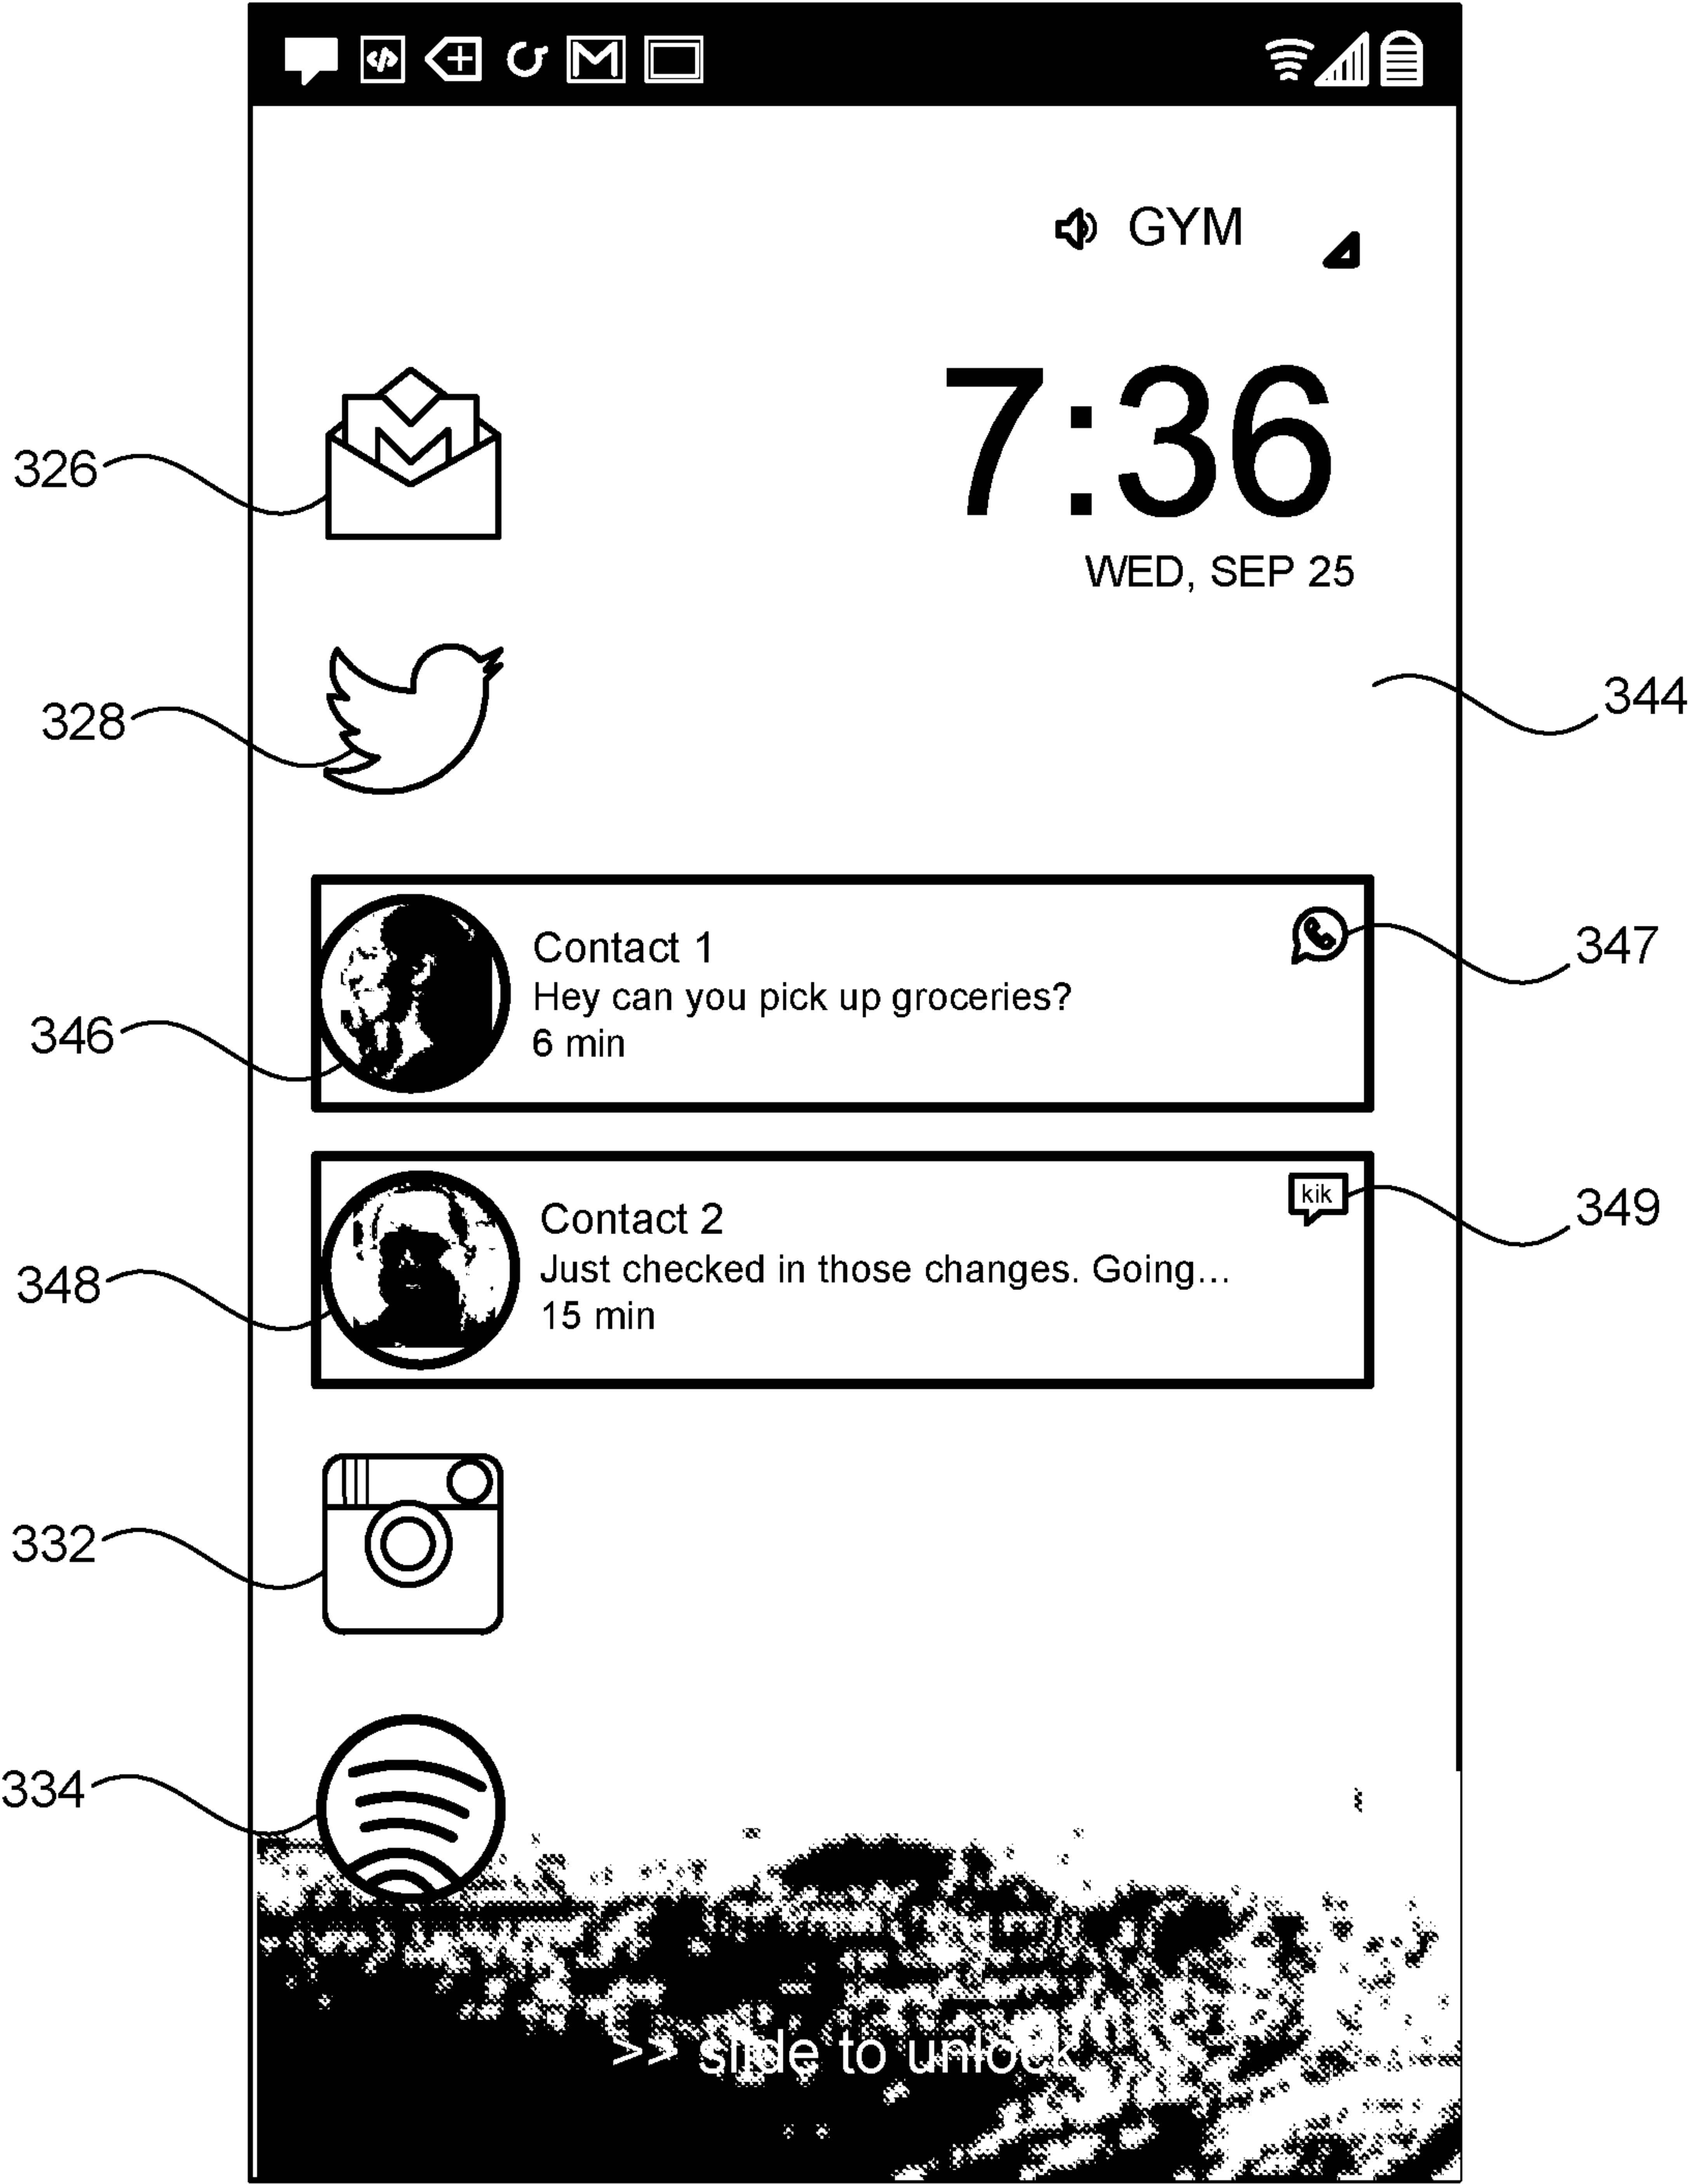 GYM
7:36
WED, SEP 25
326
328
344
Contact 1
Hey can you pick up groceries?
6 min
347
346
Contact 2
Just checked in those changes. Going...
15 min
kik
349
348
332
334
>> slide to unlock